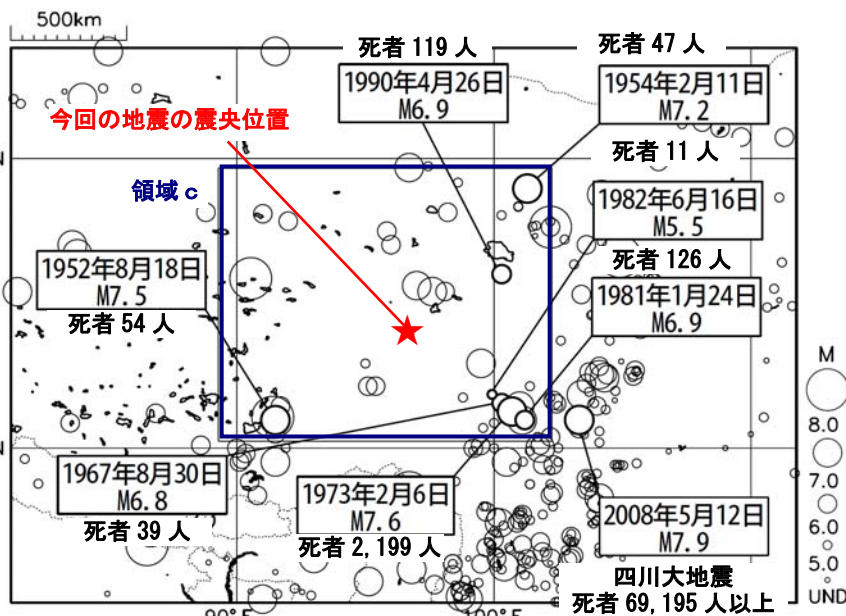 500km
死者 119 人
死者 47 人
1990年4月26日
M6.9
1954年2月11日
M7.2
今回の地震の震央位置
死者 11 人
領域 c
1982年6月16日
M5.5
死者 126 人
1952年8月18日
M7.5
死者 54 人
1981年1月24日
M6.9
M
8.0
7.0
6.0
5.0
UND
1967年8月30日
M6.8
死者 39 人
1973年2月6日
M7.6
死者 2,199 人
2008年5月12日
M7.9
四川大地震
死者 69,195 人以上
N
N